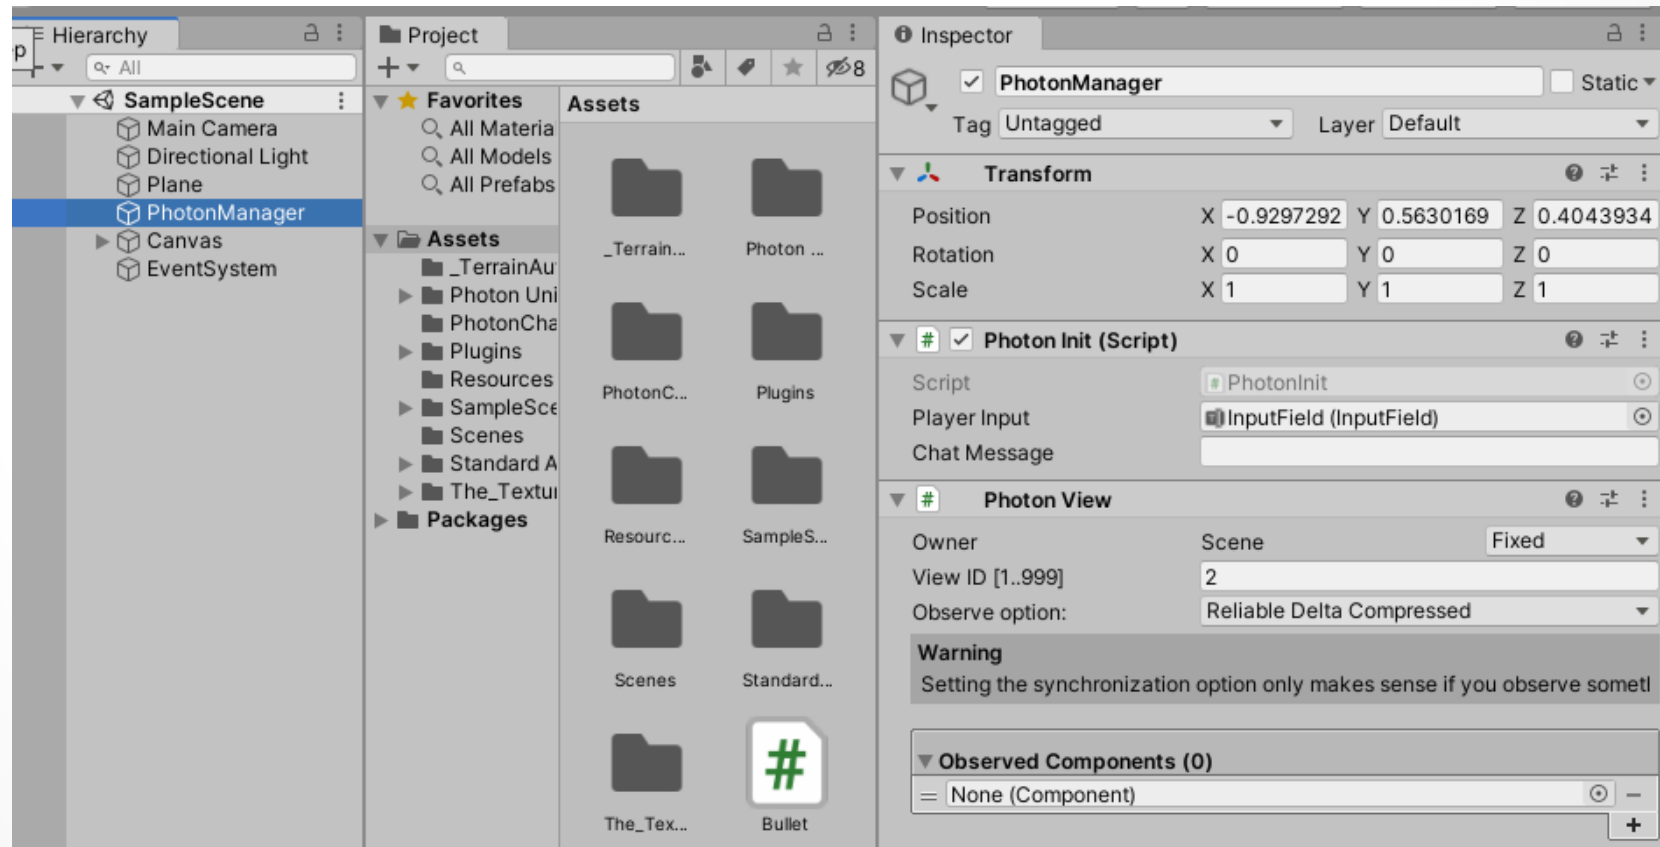 p
Hierarchy
All
SampleScene
Main Camera
Directional Light
Plane
PhotonManager
Canvas
EventSystem
Project
8
Favorites
All Materia
All Models
All Prefabs
Assets
_TerrainAu
Photon Uni
PhotonCha
Plugins
Resources
SampleSce
Scenes
Standard A
The_Textur
Packages
Assets
_Terrain... Photon ...
PhotonC... Plugins
Resourc... SampleS...
Scenes Standard...
#
The_Tex... Bullet
Inspector
PhotonManager Static
Tag Untagged Layer Default
Transform
Position X -0.9297292 Y 0.5630169 Z 0.4043934
Rotation X 0 Y 0 Z 0
Scale X 1 Y 1 Z 1
# Photon Init (Script)
Script # PhotonInit
Player Input InputField (InputField)
Chat Message
# Photon View
Owner Scene Fixed
View ID [1..999] 2
Observe option: Reliable Delta Compressed
Warning
Setting the synchronization option only makes sense if you observe sometl
Observed Components (0)
= None (Component) −
+